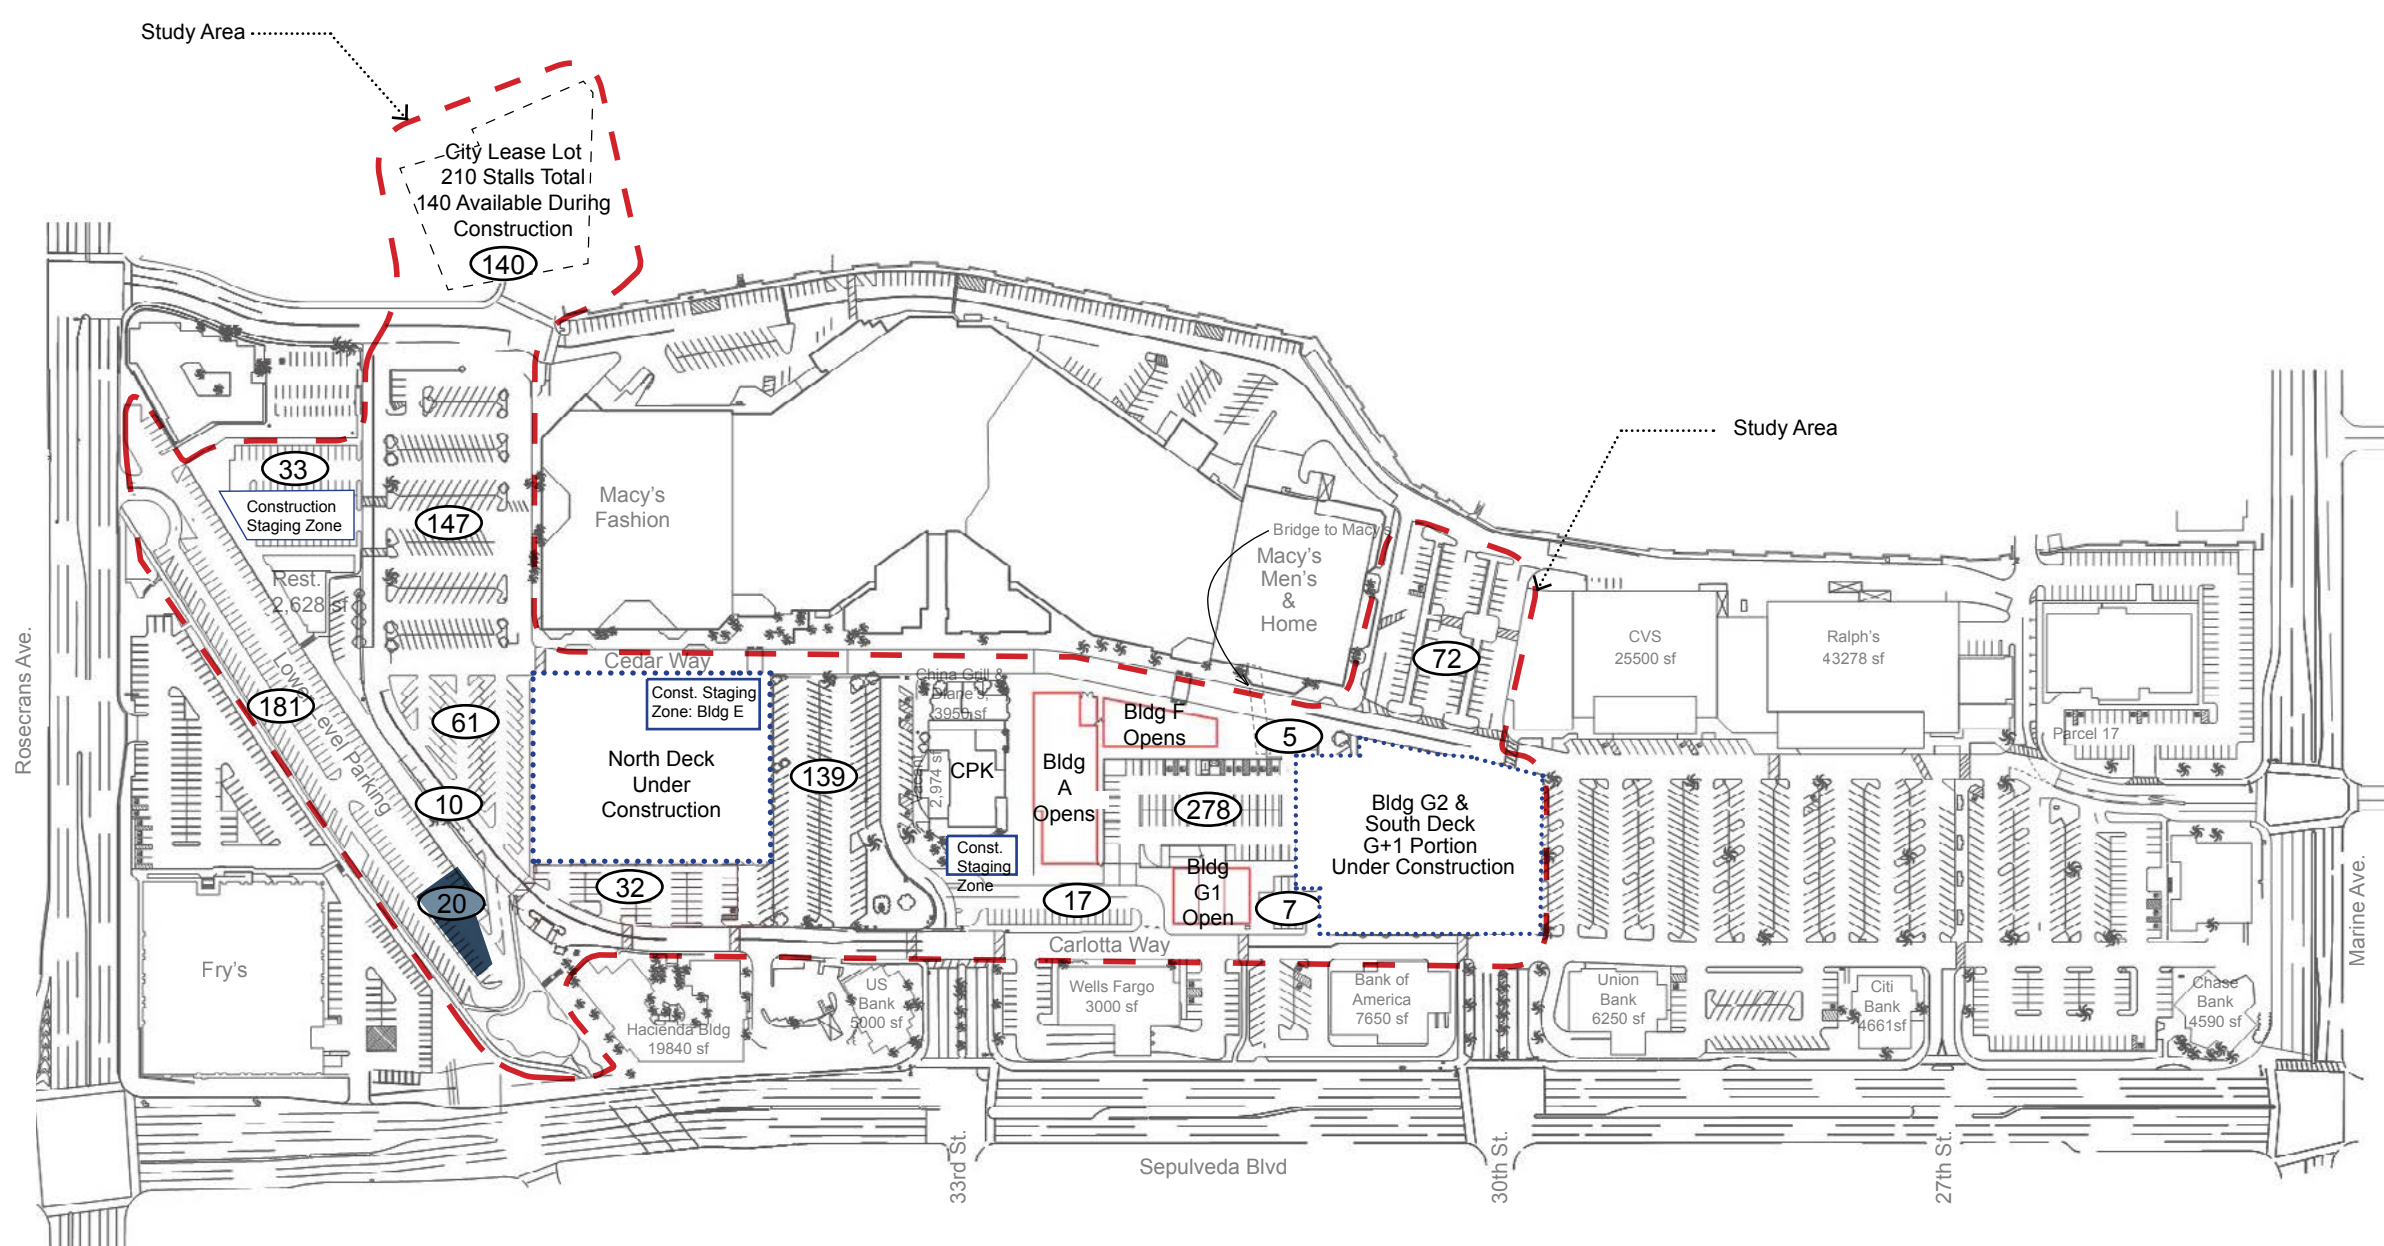 Study Area
City Lease Lot
210 Stalls Total
140 Available During
Construction
140
Study Area
33
Construction
Staging Zone
147
Macy's
Fashion
Bridge to Macy's
Macy's
Men's
&
Home
Rest.
2,628 sf
72
CVS
25500 sf
Ralph's
43278 sf
Parcel 17
Rosecrans Ave.
Lower Level Parking
181
61
10
20
Cedar Way
Const. Staging
Zone: Bldg E
North Deck
Under
Construction
139
32
China Grill &
Diane's,
3950 sf
Vacant
2,974 sf
CPK
Const.
Staging
Zone
Bldg
A
Opens
Bldg F
Opens
5
278
Bldg
G1
Open
7
17
Bldg G2 &
South Deck
G+1 Portion
Under Construction
Carlotta Way
Fry's
Hacienda Bldg
19840 sf
US
Bank
5000 sf
Wells Fargo
3000 sf
Bank of
America
7650 sf
Union
Bank
6250 sf
Citi
Bank
4661sf
Chase
Bank
4590 sf
Marine Ave.
33rd St.
Sepulveda Blvd
30th St.
27th St.